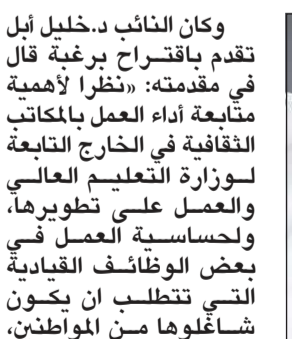 وكان النائب د.خليل أبل
تقدم باقتراح برغبة قال
في مقدمته: «نظرا لأهمية
متابعة أداء العمل بالمكاتب
الثقافية في الخارج التابعة
لوزارة التعليم العالي
والعمل على تطويرها،
ولحساسية العمل في
بعض الوظائف القيادية
التي تتطلب ان يكون
شاغلوها من المواطنين،